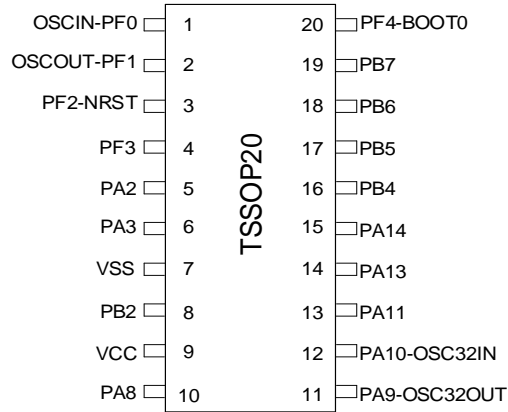 OSCIN-PF0 1 20 PF4-BOOT0
OSCOUT-PF1 2 19 PB7
PF2-NRST 3 18 PB6
PF3 4 17 PB5
PA2 5 16 PB4
PA3 6 15 PA14
VSS 7 14 PA13
PB2 8 13 PA11
VCC 9 12 PA10-OSC32IN
PA8 10 11 PA9-OSC32OUT
TSSOP20